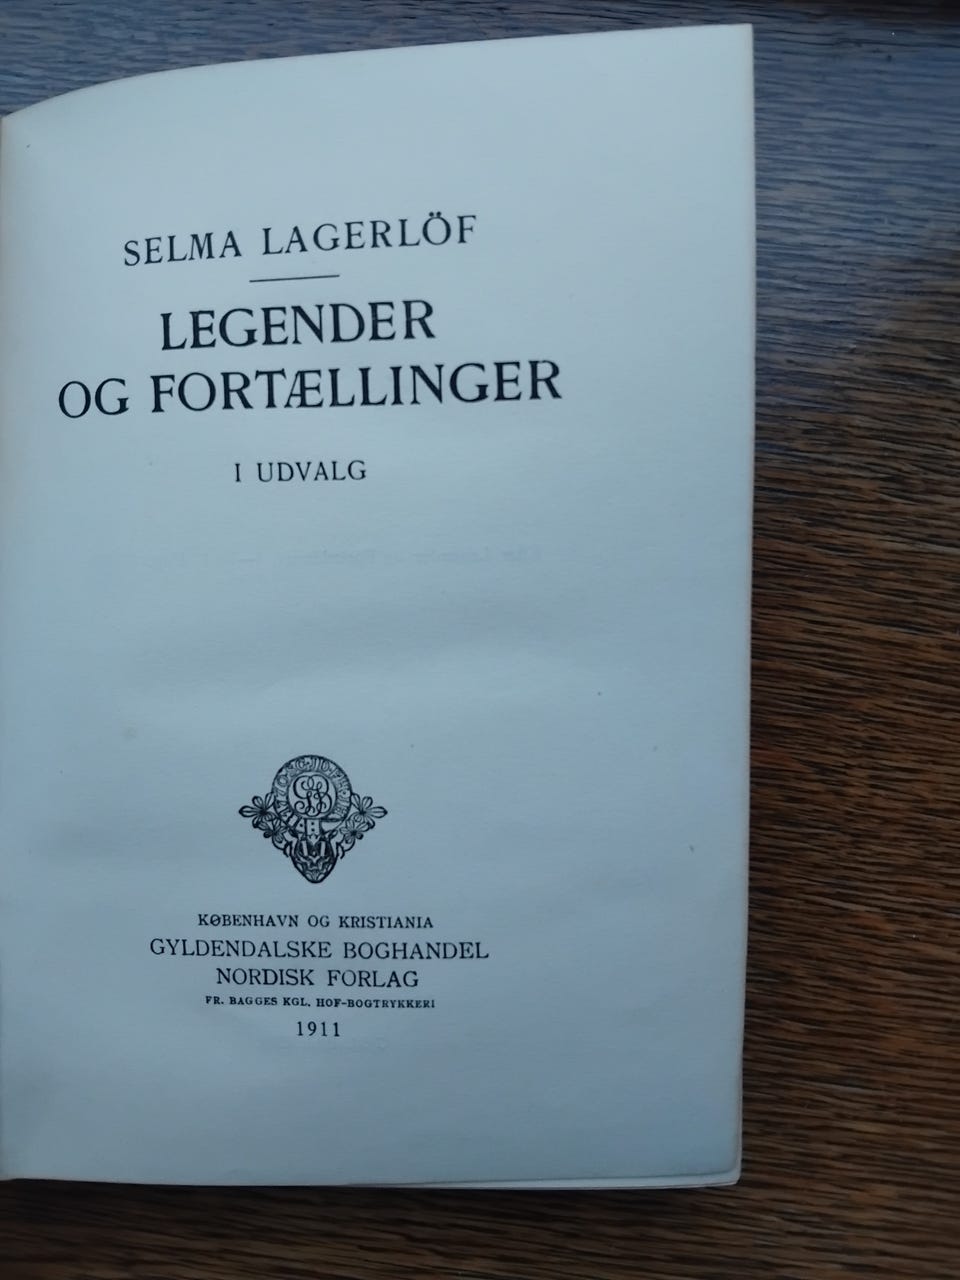 SELMA LAGERLÖF
LEGENDER
OG FORTÆLLINGER
I UDVALG
KØBENHAVN OG KRISTIANIA
GYLDENDALSKE BOGHANDEL
NORDISK FORLAG
FR. BAGGES KGL. HOF-BOGTRYKKERI
1911